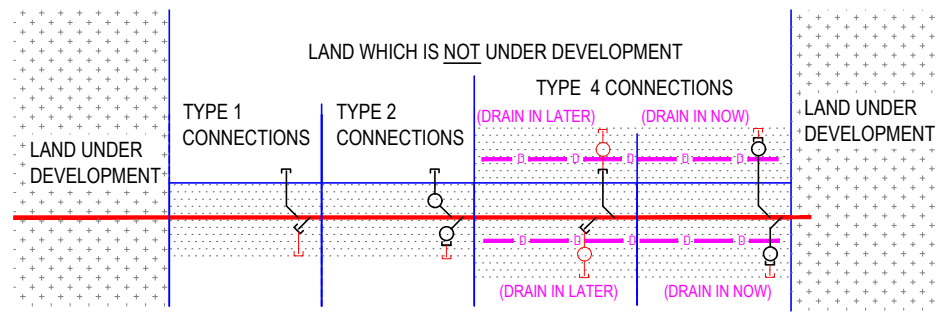 LAND WHICH IS NOT UNDER DEVELOPMENT
TYPE 4 CONNECTIONS
TYPE 1
CONNECTIONS
TYPE 2
CONNECTIONS
(DRAIN IN LATER)
(DRAIN IN NOW)
LAND UNDER
DEVELOPMENT
LAND UNDER
DEVELOPMENT
D D D D
D D D D
(DRAIN IN LATER)
(DRAIN IN NOW)